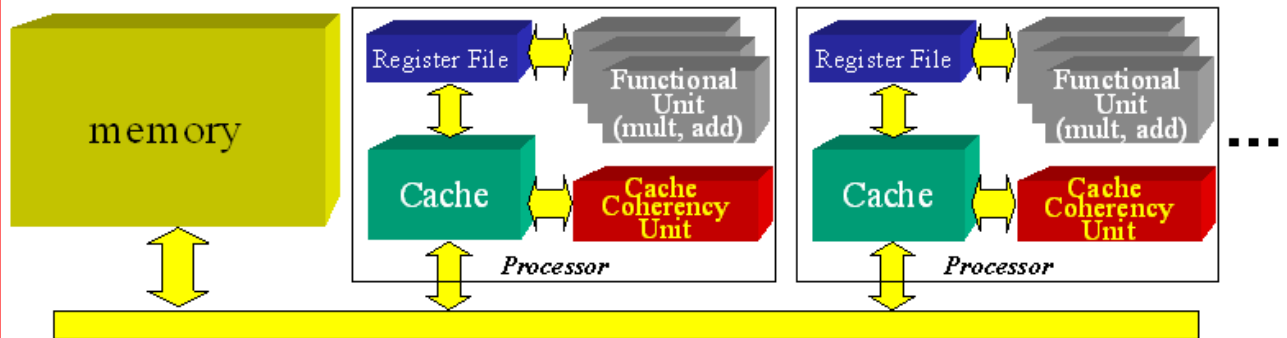 memory
Register File
Functional
Unit
(mult, add)
Cache
Cache
Coherency
Unit
Processor
Register File
Functional
Unit
(mult, add)
Cache
Cache
Coherency
Unit
Processor
...